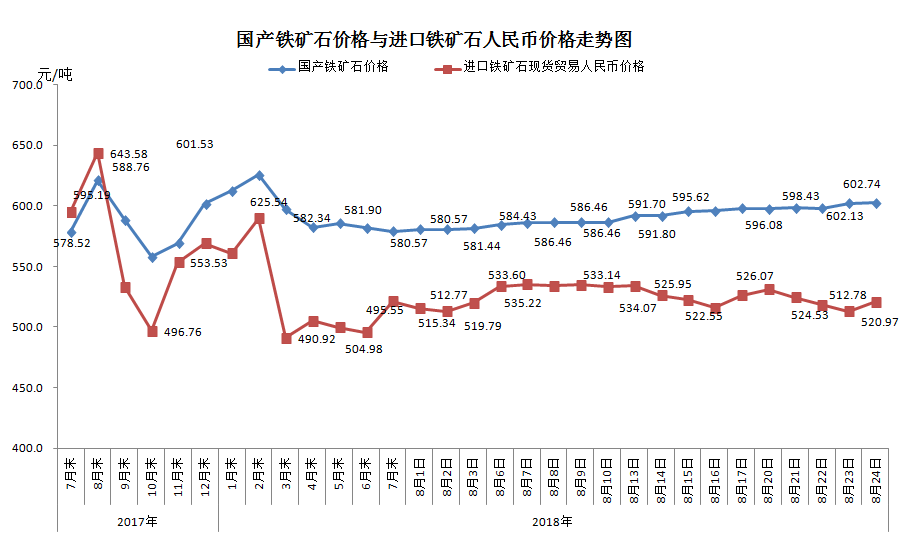 国产铁矿石价格与进口铁矿石人民币价格走势图
元/吨
国产铁矿石价格
进口铁矿石现货贸易人民币价格
700.0
650.0
600.0
550.0
500.0
450.0
400.0
643.58
588.76
601.53
595.19
578.52
496.76
553.53
625.54
582.34
490.92
581.90
504.98
580.57
495.55
515.34
580.57
512.77
581.44
519.79
584.43
533.60
535.22
586.46
586.46
586.46
533.14
591.70
534.07
591.80
525.95
595.62
522.55
526.07
596.08
598.43
524.53
602.13
512.78
602.74
520.97
7月末
8月末
9月末
10月末
11月末
12月末
1月末
2月末
3月末
4月末
5月末
6月末
7月末
8月1日
8月2日
8月3日
8月6日
8月7日
8月8日
8月9日
8月10日
8月13日
8月14日
8月15日
8月16日
8月17日
8月20日
8月21日
8月22日
8月23日
8月24日
2017年
2018年